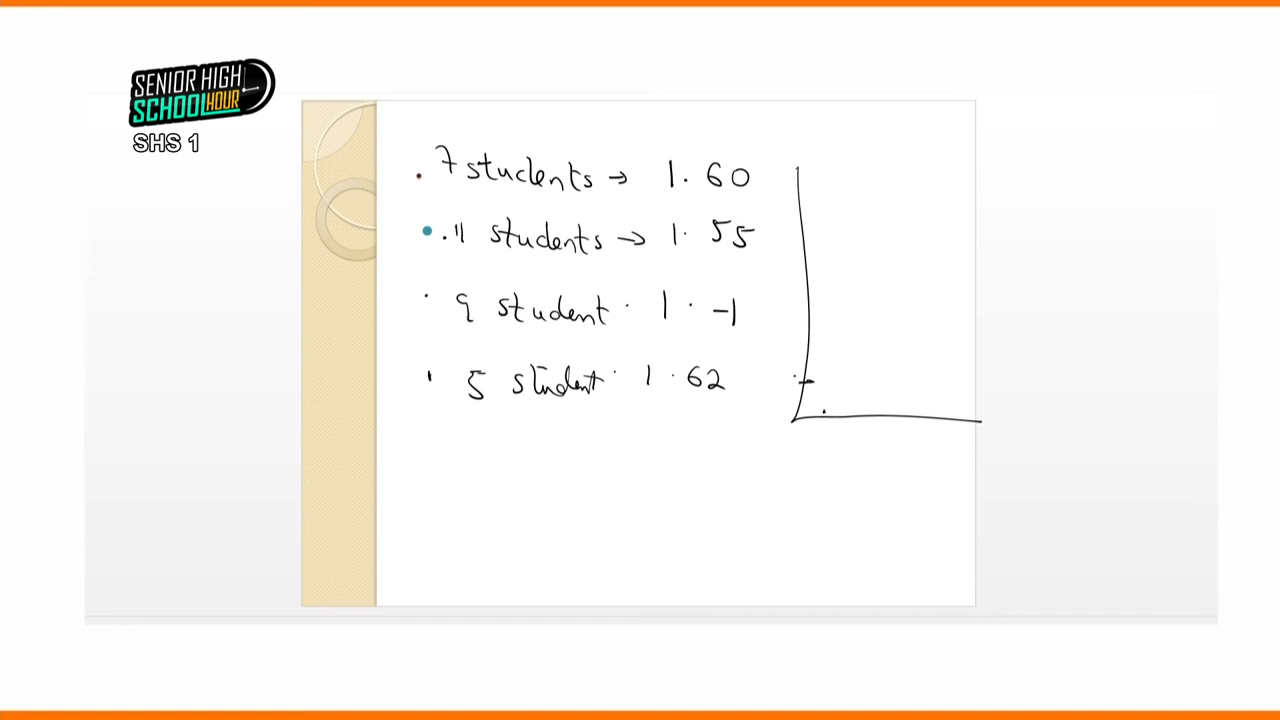 SENIOR HIGH
SCHOOL HOUR
SHS 1
. 7 students → 1.60
. 11 students → 1.55
. 9 student . 1.-1
. 5 student . 1.62